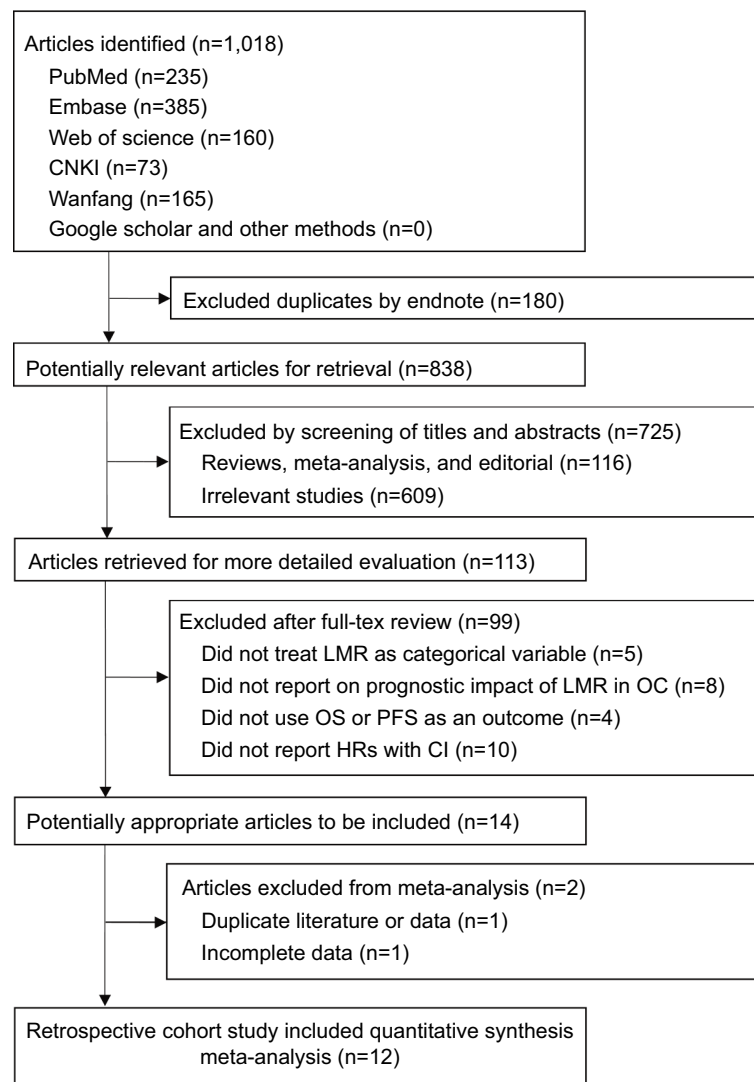 Articles identified (n=1,018)
PubMed (n=235)
Embase (n=385)
Web of science (n=160)
CNKI (n=73)
Wanfang (n=165)
Google scholar and other methods (n=0)
Excluded duplicates by endnote (n=180)
Potentially relevant articles for retrieval (n=838)
Excluded by screening of titles and abstracts (n=725)
Reviews, meta-analysis, and editorial (n=116)
Irrelevant studies (n=609)
Articles retrieved for more detailed evaluation (n=113)
Excluded after full-tex review (n=99)
Did not treat LMR as categorical variable (n=5)
Did not report on prognostic impact of LMR in OC (n=8)
Did not use OS or PFS as an outcome (n=4)
Did not report HRs with CI (n=10)
Potentially appropriate articles to be included (n=14)
Articles excluded from meta-analysis (n=2)
Duplicate literature or data (n=1)
Incomplete data (n=1)
Retrospective cohort study included quantitative synthesis
meta-analysis (n=12)